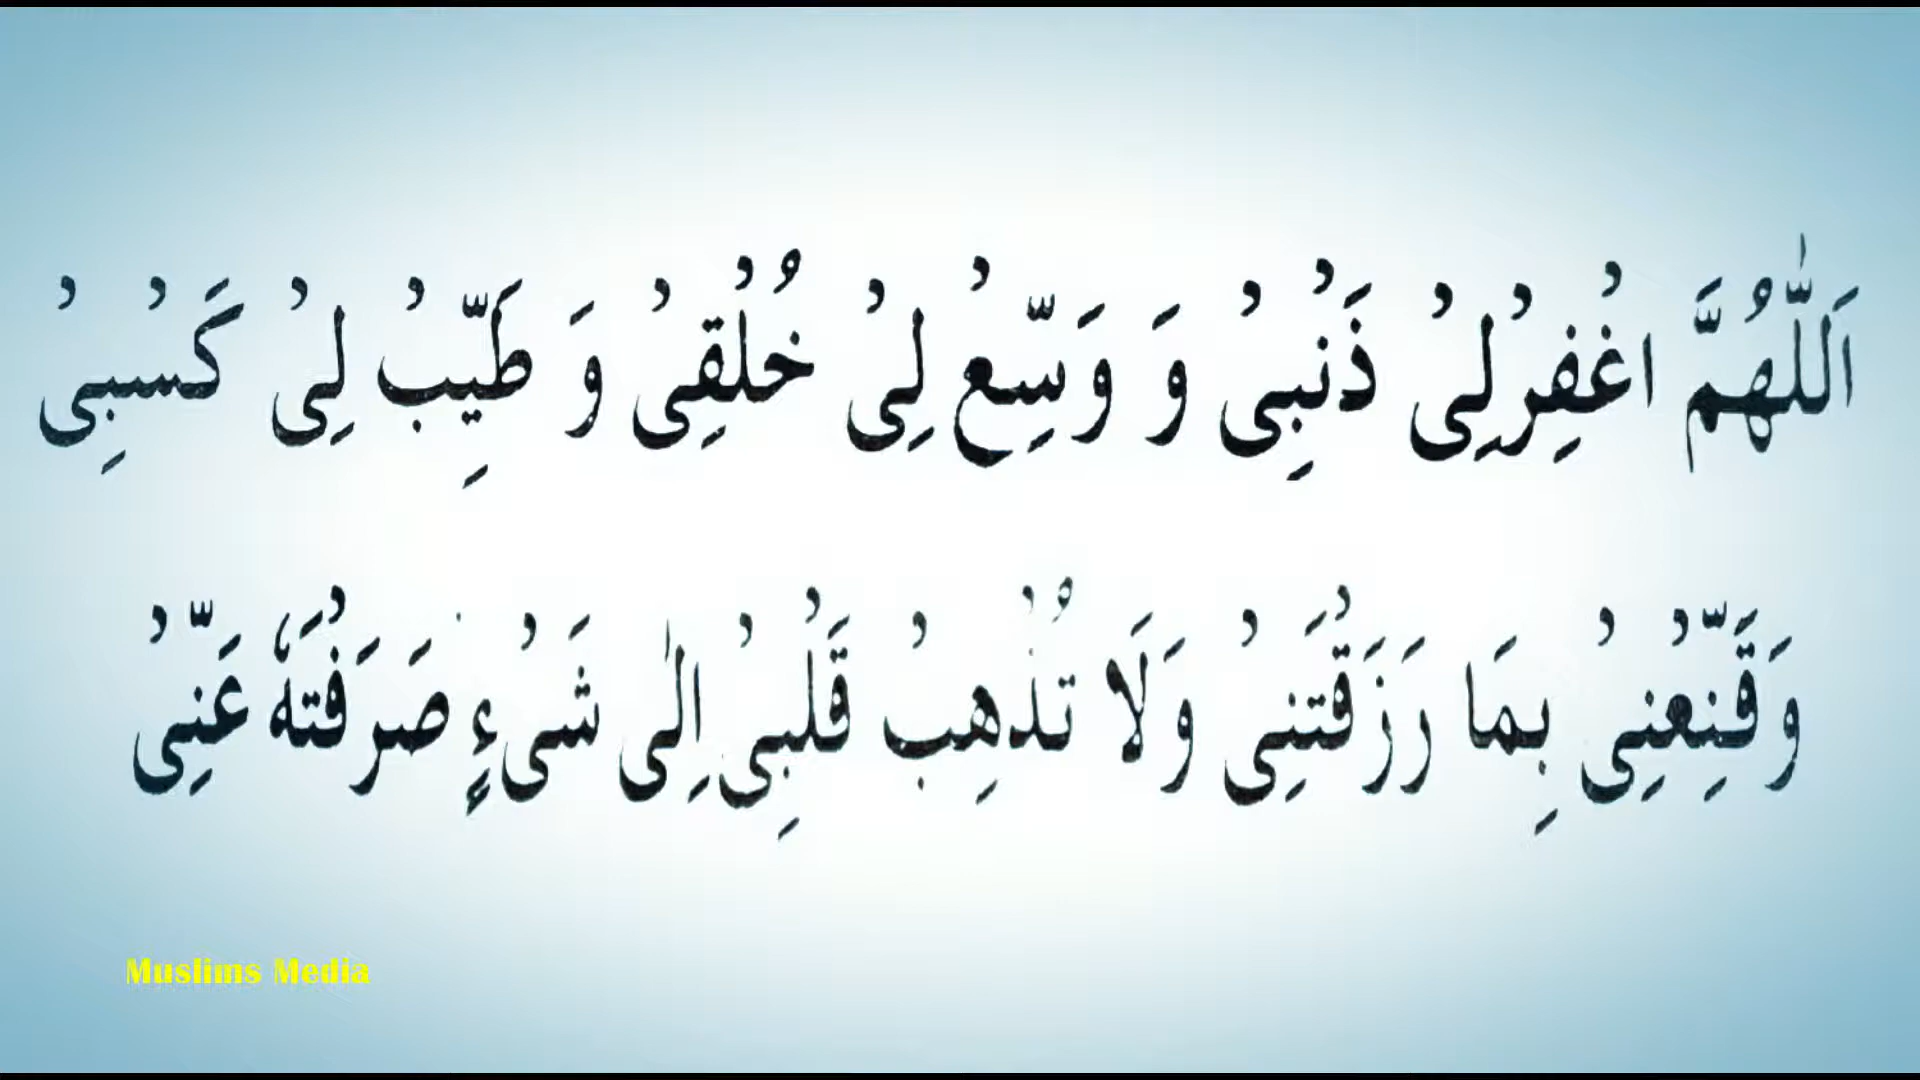 اَللّٰهُمَّ اغْفِرْلِیْ ذَنْۢبِیْ وَ وَسِّعْ لِیْ خُلُقِیْ وَ طَیِّبْ لِیْ كَسْبِیْ
وَقَنِّعْنِیْ بِمَا رَزَقْتَنِیْ وَلَا تُذْهِبْ قَلْبِیْ اِلٰی شَیْءٍ صَرَفْتَهٗ عَنِّیْ
Muslims Media